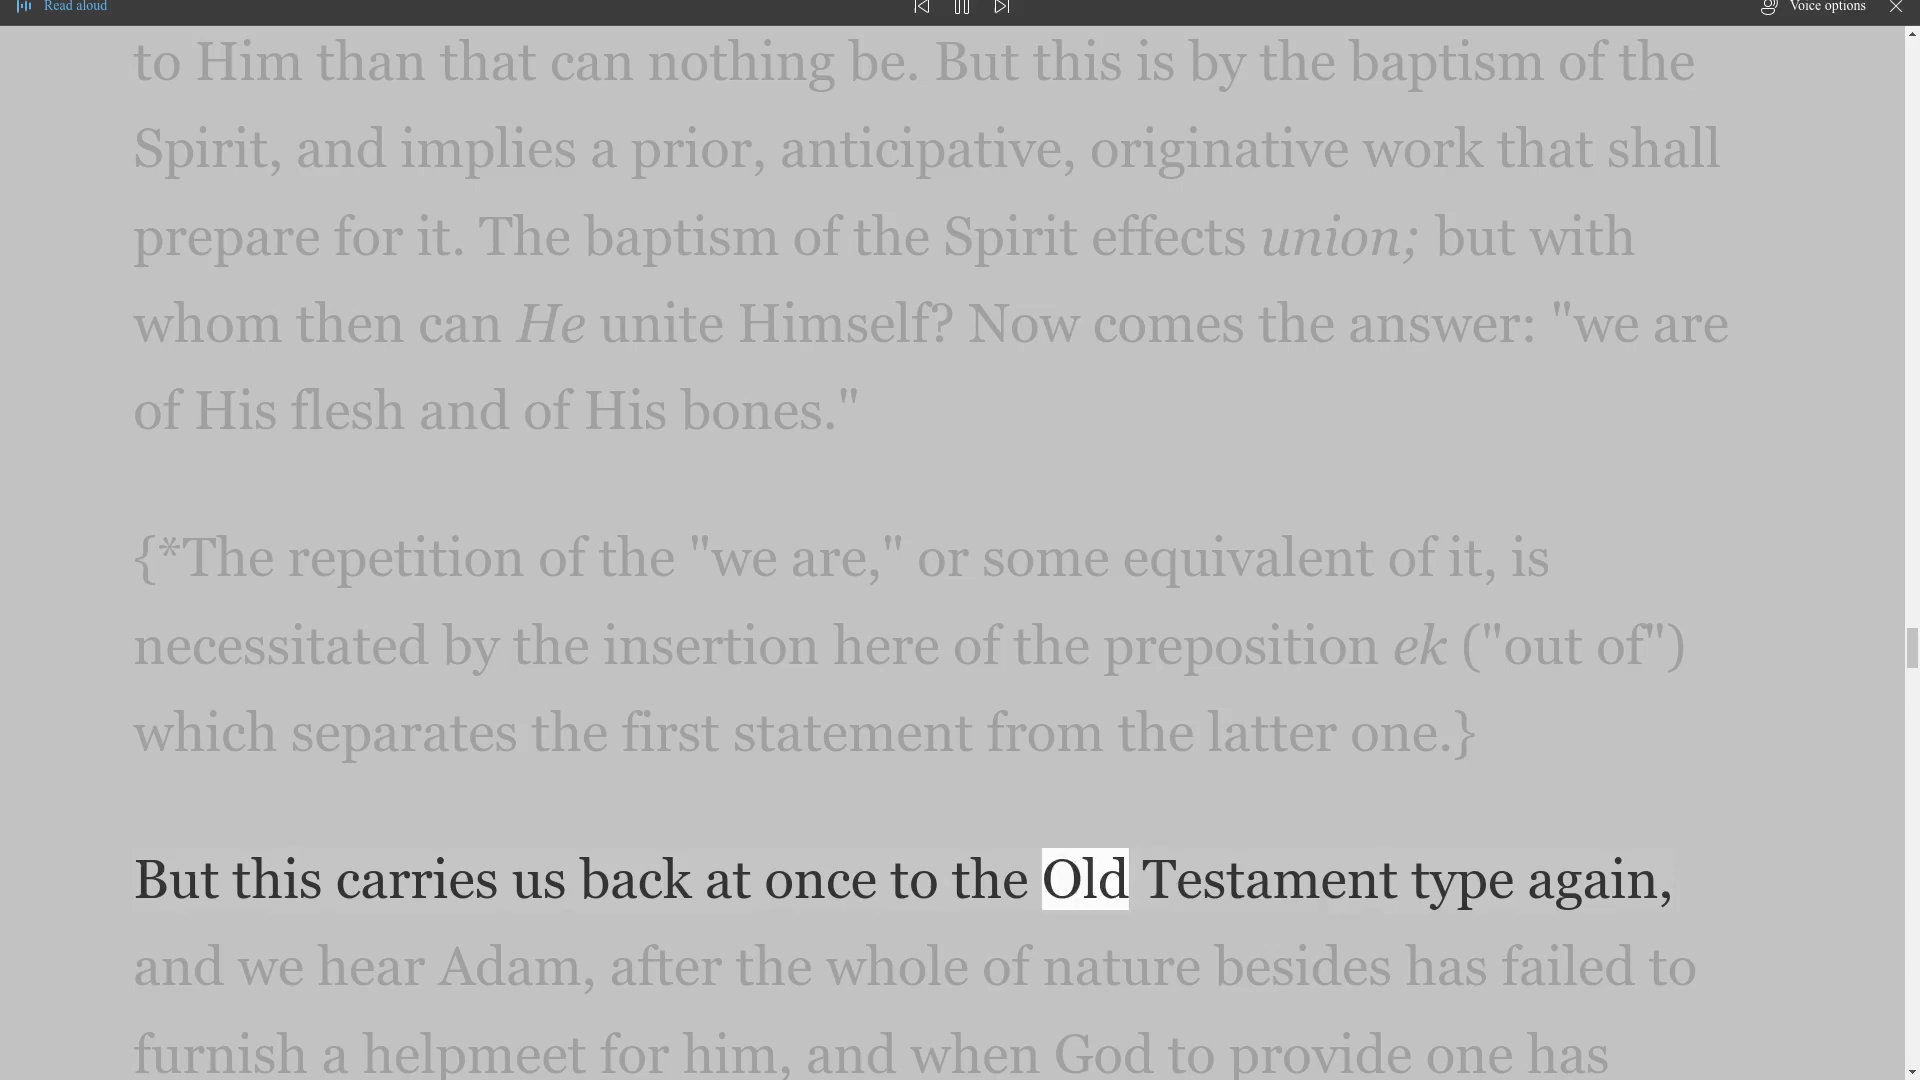 Read aloud
Voice options
to Him than that can nothing be. But this is by the baptism of the
Spirit, and implies a prior, anticipative, originative work that shall
prepare for it. The baptism of the Spirit effects union; but with
whom then can He unite Himself? Now comes the answer: "we are
of His flesh and of His bones."
{*The repetition of the "we are," or some equivalent of it, is
necessitated by the insertion here of the preposition ek ("out of")
which separates the first statement from the latter one.}
But this carries us back at once to the Old Testament type again,
and we hear Adam, after the whole of nature besides has failed to
furnish a helpmeet for him, and when God to provide one has